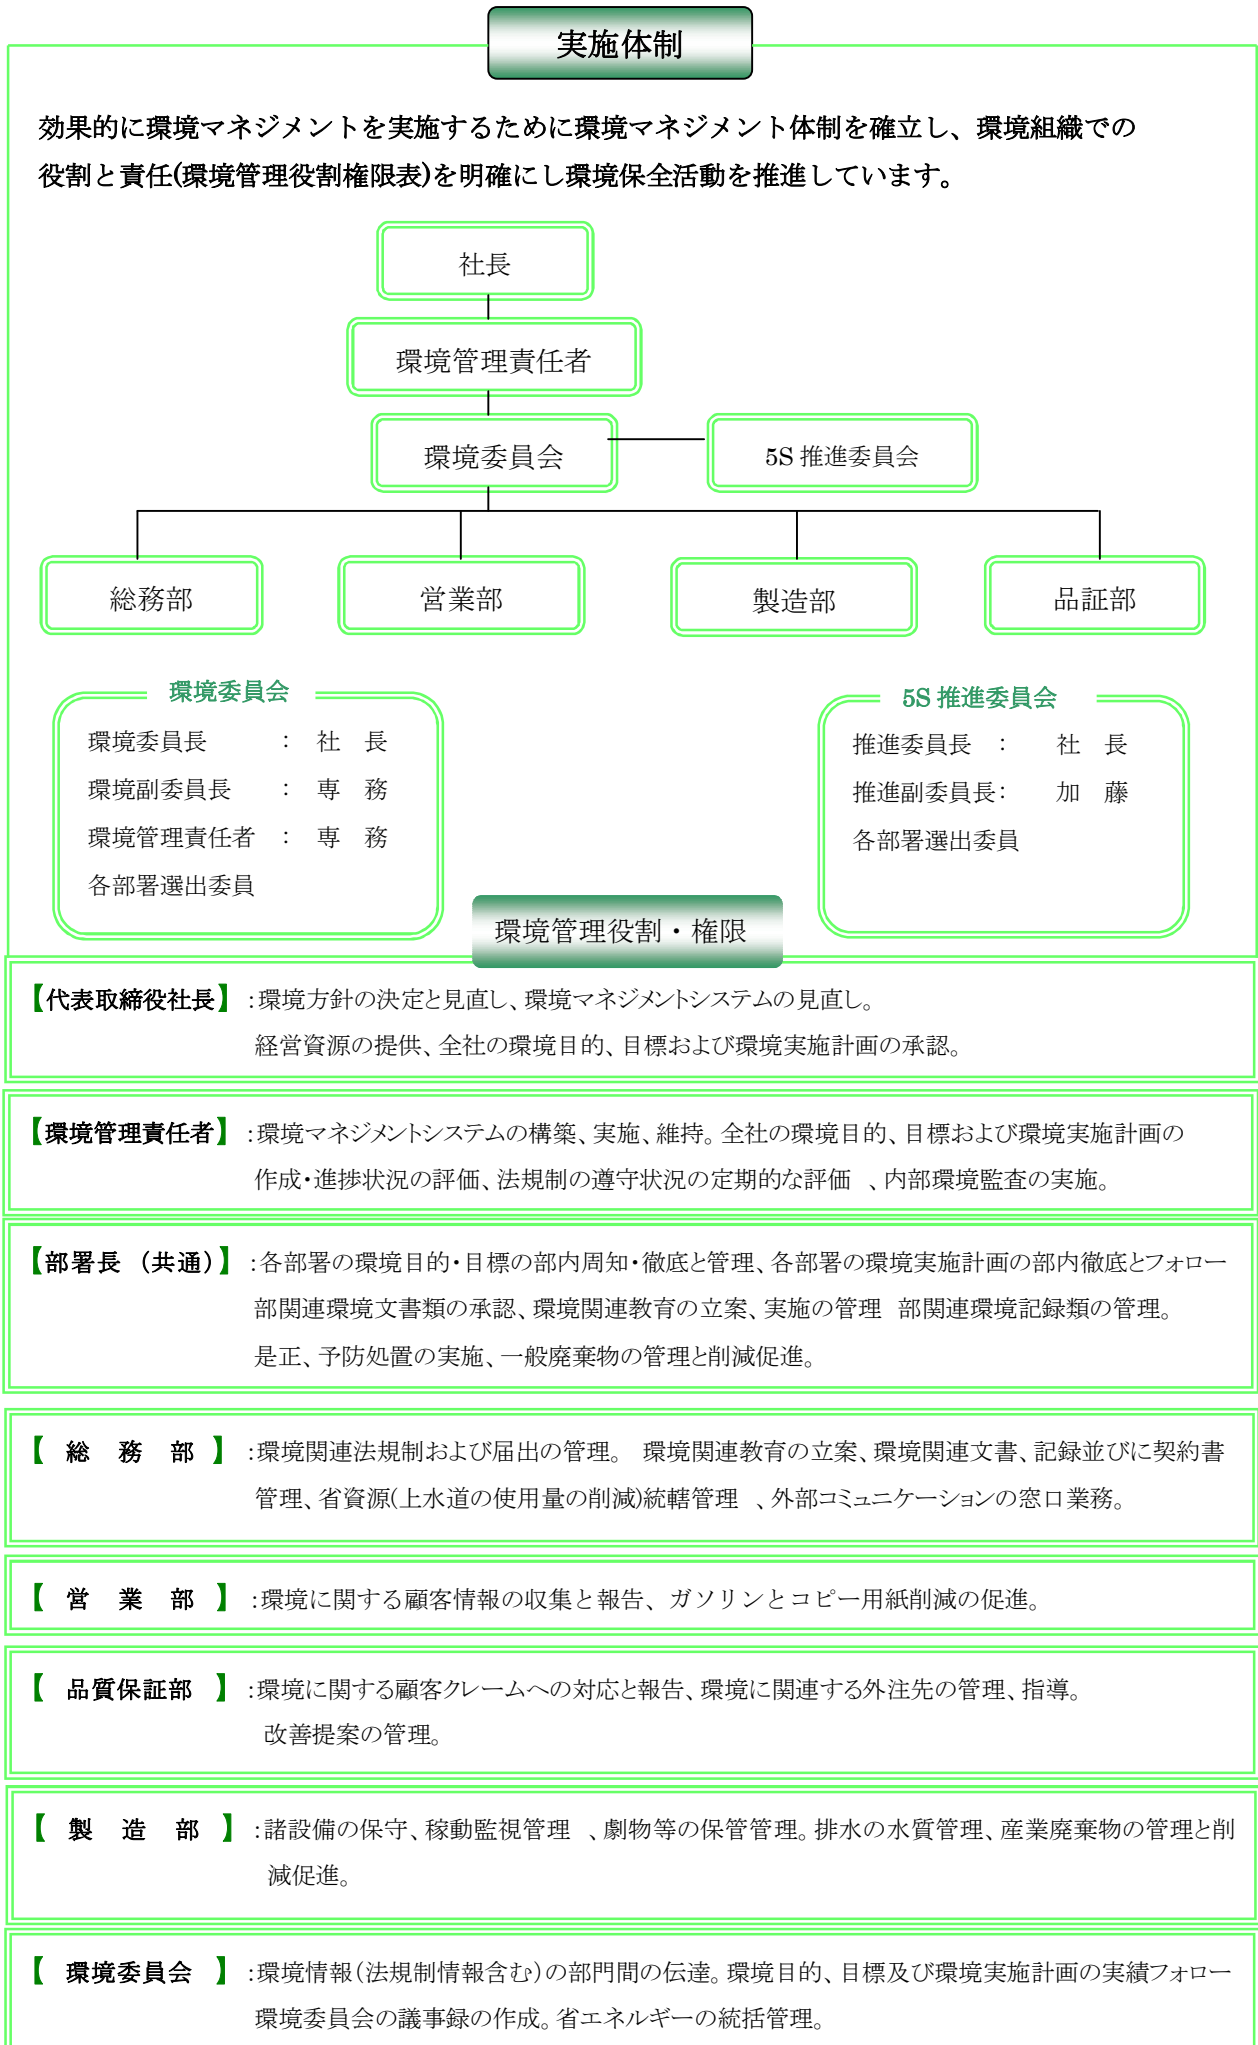 実施体制
効果的に環境マネジメントを実施するために環境マネジメント体制を確立し、環境組織での
役割と責任(環境管理役割権限表)を明確にし環境保全活動を推進しています。
社長
環境管理責任者
環境委員会
5S 推進委員会
総務部
営業部
製造部
品証部
環境委員会
環境委員長 : 社 長
環境副委員長 : 専 務
環境管理責任者 : 専 務
各部署選出委員
5S 推進委員会
推進委員長 : 社 長
推進副委員長: 加 藤
各部署選出委員
環境管理役割・権限
【代表取締役社長】:環境方針の決定と見直し、環境マネジメントシステムの見直し。
経営資源の提供、全社の環境目的、目標および環境実施計画の承認。
【環境管理責任者】:環境マネジメントシステムの構築、実施、維持。全社の環境目的、目標および環境実施計画の
作成・進捗状況の評価、法規制の遵守状況の定期的な評価 、内部環境監査の実施。
【部署長 (共通)】:各部署の環境目的・目標の部内周知・徹底と管理、各部署の環境実施計画の部内徹底とフォロー
部関連環境文書類の承認、環境関連教育の立案、実施の管理 部関連環境記録類の管理。
是正、予防処置の実施、一般廃棄物の管理と削減促進。
【 総 務 部 】:環境関連法規制および届出の管理。 環境関連教育の立案、環境関連文書、記録並びに契約書
管理、省資源(上水道の使用量の削減)統轄管理 、外部コミュニケーションの窓口業務。
【 営 業 部 】:環境に関する顧客情報の収集と報告、ガソリンとコピー用紙削減の促進。
【 品質保証部 】:環境に関する顧客クレームへの対応と報告、環境に関連する外注先の管理、指導。
改善提案の管理。
【 製 造 部 】:諸設備の保守、稼動監視管理 、劇物等の保管管理。排水の水質管理、産業廃棄物の管理と削
減促進。
【 環境委員会 】:環境情報(法規制情報含む)の部門間の伝達。環境目的、目標及び環境実施計画の実績フォロー
環境委員会の議事録の作成。省エネルギーの統括管理。